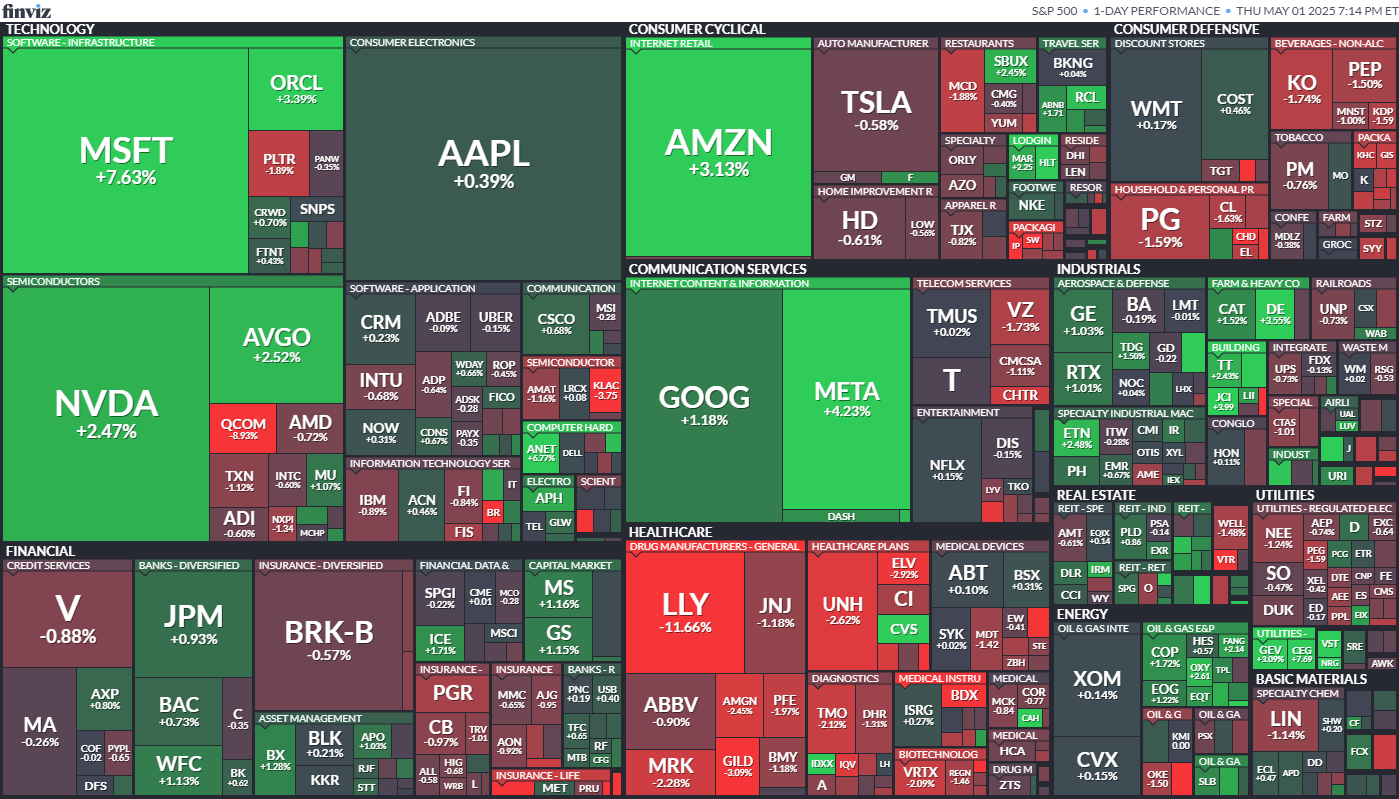 finviz
S&P 500 • 1-DAY PERFORMANCE • THU MAY 01 2025 7:14 PM ET
TECHNOLOGY
SOFTWARE - INFRASTRUCTURE
MSFT
+7.63%
ORCL
+3.39%
PLTR
-1.89%
PANW
-0.35%
CRWD
+0.70%
SNPS
FTNT
+0.43%
CONSUMER ELECTRONICS
AAPL
+0.39%
SEMICONDUCTORS
NVDA
+2.47%
AVGO
+2.52%
QCOM
-8.93%
AMD
-0.72%
TXN
-1.12%
INTC
-0.60%
MU
+1.07%
ADI
-0.60%
NXPI
-1.34
MCHP
SOFTWARE - APPLICATION
CRM
+0.23%
ADBE
-0.09%
UBER
-0.15%
INTU
-0.68%
ADP
-0.64%
WDAY
+0.66%
ROP
-0.45%
ADSK
-0.28
FICO
NOW
+0.31%
CDNS
+0.67%
PAYX
-0.35
COMMUNICATION
CSCO
+0.68%
MSI
-0.28
SEMICONDUCTOR
AMAT
-1.16%
LRCX
+0.08
KLAC
-3.75
COMPUTER HARD
ANET
+6.77%
DELL
INFORMATION TECHNOLOGY SER
IBM
-0.89%
ACN
+0.46%
FI
-0.84%
IT
BR
FIS
ELECTRO
APH
TEL
GLW
SCIENT
CONSUMER CYCLICAL
INTERNET RETAIL
AMZN
+3.13%
AUTO MANUFACTURER
TSLA
-0.58%
GM
F
HOME IMPROVEMENT R
HD
-0.61%
LOW
-0.56%
RESTAURANTS
MCD
-1.88%
SBUX
+2.45%
CMG
-0.40%
YUM
TRAVEL SER
BKNG
+0.04%
ABNB
+1.71
RCL
SPECIALTY
ORLY
AZO
LODGIN
MAR
+2.25
HLT
RESIDE
DHI
LEN
APPAREL R
TJX
-0.82%
FOOTWE
NKE
RESOR
PACKAGI
IP
SW
CONSUMER DEFENSIVE
DISCOUNT STORES
WMT
+0.17%
COST
+0.46%
TGT
BEVERAGES - NON-ALC
KO
-1.74%
PEP
-1.50%
MNST
-1.00%
KDP
-1.59
TOBACCO
PM
-0.76%
MO
PACKA
KHC
GIS
K
HOUSEHOLD & PERSONAL PR
PG
-1.59%
CL
-1.63%
CHD
EL
CONFE
MDLZ
-0.38%
FARM
GROC
STZ
SYY
COMMUNICATION SERVICES
INTERNET CONTENT & INFORMATION
GOOG
+1.18%
META
+4.23%
DASH
TELECOM SERVICES
TMUS
+0.02%
VZ
-1.73%
T
CMCSA
-1.11%
CHTR
ENTERTAINMENT
NFLX
+0.15%
DIS
-0.15%
LYV
TKO
INDUSTRIALS
AEROSPACE & DEFENSE
GE
+1.03%
BA
-0.19%
LMT
-0.01%
RTX
+1.01%
TDG
+1.50%
GD
-0.22
NOC
+0.04%
LHX
FARM & HEAVY CO
CAT
+1.52%
DE
+3.55%
RAILROADS
UNP
-0.73%
CSX
WAB
BUILDING
TT
+2.43%
JCI
+3.99
LII
INTEGRATE
UPS
-0.73%
FDX
-0.13%
WASTE M
WM
+0.02
RSG
-0.53
SPECIALTY INDUSTRIAL MAC
ETN
+2.48%
ITW
-0.28%
CMI
IR
OTIS
XYL
PH
EMR
+0.67%
AME
IEX
CONGLO
HON
+0.11%
SPECIAL
CTAS
-1.01
AIRLI
UAL
LUV
INDUST
J
URI
FINANCIAL
CREDIT SERVICES
V
-0.88%
MA
-0.26%
AXP
+0.80%
COF
-0.02
PYPL
-0.65
DFS
BANKS - DIVERSIFIED
JPM
+0.93%
BAC
+0.73%
C
-0.35
WFC
+1.13%
BK
+0.62
INSURANCE - DIVERSIFIED
BRK-B
-0.57%
ASSET MANAGEMENT
BX
+1.28%
BLK
+0.21%
APO
+1.03%
KKR
RJF
STT
FINANCIAL DATA &
SPGI
-0.22%
CME
+0.01
MCO
-0.28
ICE
+1.71%
MSCI
CAPITAL MARKET
MS
+1.16%
GS
+1.15%
INSURANCE -
PGR
CB
-0.97%
TRV
-1.01
ALL
-0.58
HIG
-0.68
WRB
L
INSURANCE
MMC
-0.65%
AJG
-0.95
AON
-0.92%
BANKS - R
PNC
+0.19
USB
+0.40
TFC
+0.65
RF
MTB
CFG
INSURANCE - LIFE
MET
PRU
HEALTHCARE
DRUG MANUFACTURERS - GENERAL
LLY
-11.66%
JNJ
-1.18%
ABBV
-0.90%
AMGN
-2.45%
PFE
-1.97%
MRK
-2.28%
GILD
-3.09%
BMY
-1.18%
HEALTHCARE PLANS
UNH
-2.62%
ELV
-2.92%
CI
CVS
MEDICAL DEVICES
ABT
+0.10%
BSX
+0.31%
SYK
+0.02%
MDT
-1.42
EW
-0.41
STE
ZBH
DIAGNOSTICS
TMO
-2.12%
DHR
-1.31%
IDXX
IQV
LH
A
MEDICAL INSTRU
ISRG
+0.27%
BDX
MEDICAL
MCK
-0.84
COR
-0.77
CAH
MEDICAL
HCA
BIOTECHNOLOG
VRTX
-2.09%
REGN
-1.46
DRUG M
ZTS
REAL ESTATE
REIT - SPE
AMT
-0.61%
EQIX
+0.14
DLR
IRM
CCI
WY
REIT - IND
PLD
+0.86
PSA
-0.14
EXR
REIT - RET
SPG
O
REIT -
WELL
-1.48%
VTR
UTILITIES
UTILITIES - REGULATED ELEC
NEE
-1.24%
AEP
-0.74%
D
EXC
-0.64
SO
-0.47%
PEG
-1.59
PCG
ETR
XEL
-0.42
DTE
CNP
FE
DUK
AEE
ES
CMS
ED
-0.17
PPL
EIX
UTILITIES -
GEV
+3.09%
CEG
+7.69
VST
NRG
SRE
AWK
ENERGY
OIL & GAS INTE
XOM
+0.14%
CVX
+0.15%
OIL & GAS E&P
COP
+1.72%
HES
+0.57
FANG
+2.14
OXY
+2.61
TPL
EOG
+1.22%
EQT
OIL & G
KMI
0.00
OKE
-1.50
OIL & GA
PSX
OIL & GA
SLB
BASIC MATERIALS
SPECIALTY CHEM
LIN
-1.14%
SHW
+0.20
ECL
+0.47
APD
DD
CF
FCX